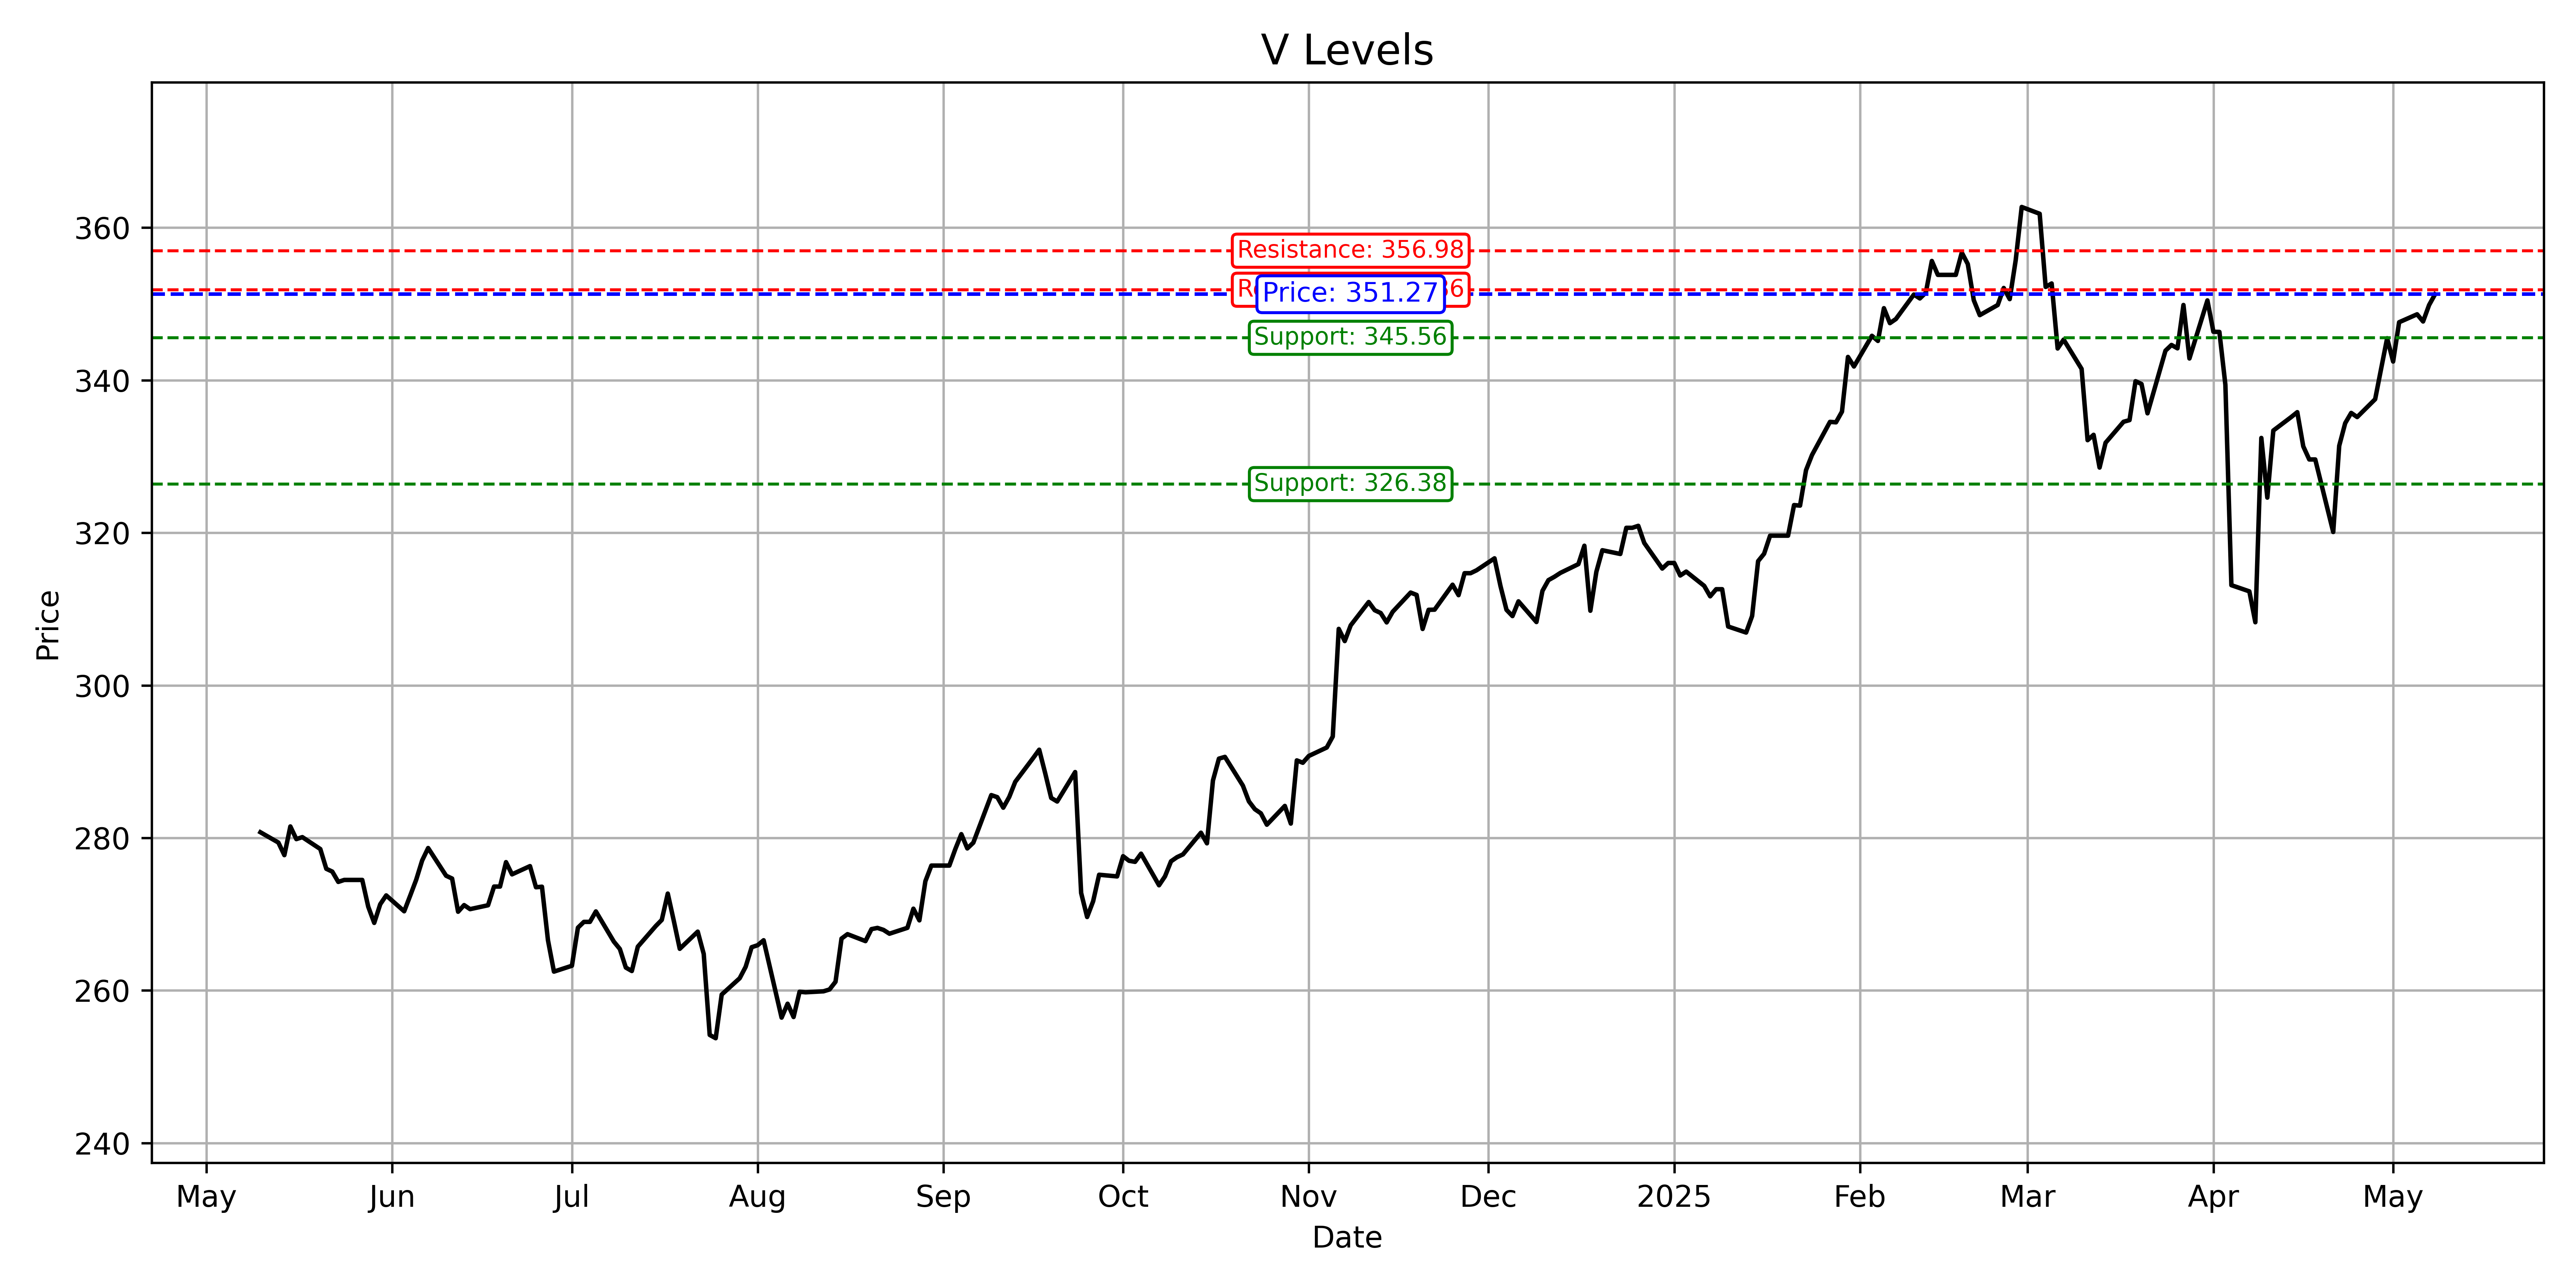 V Levels
360
340
320
300
280
260
240
Price
Resistance: 356.98
Price: 351.27
Support: 345.56
Support: 326.38
May Jun Jul Aug Sep Oct Nov Dec 2025 Feb Mar Apr May
Date